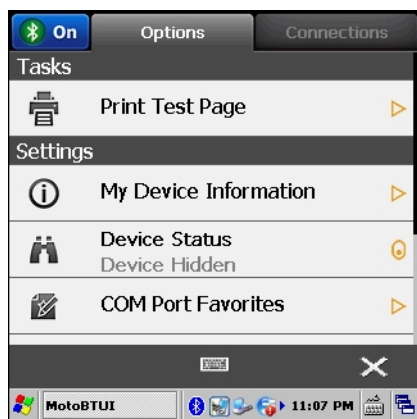 On Options Connections
Tasks
Print Test Page
Settings
My Device Information
Device Status
Device Hidden
COM Port Favorites
MotoBTUI 11:07 PM